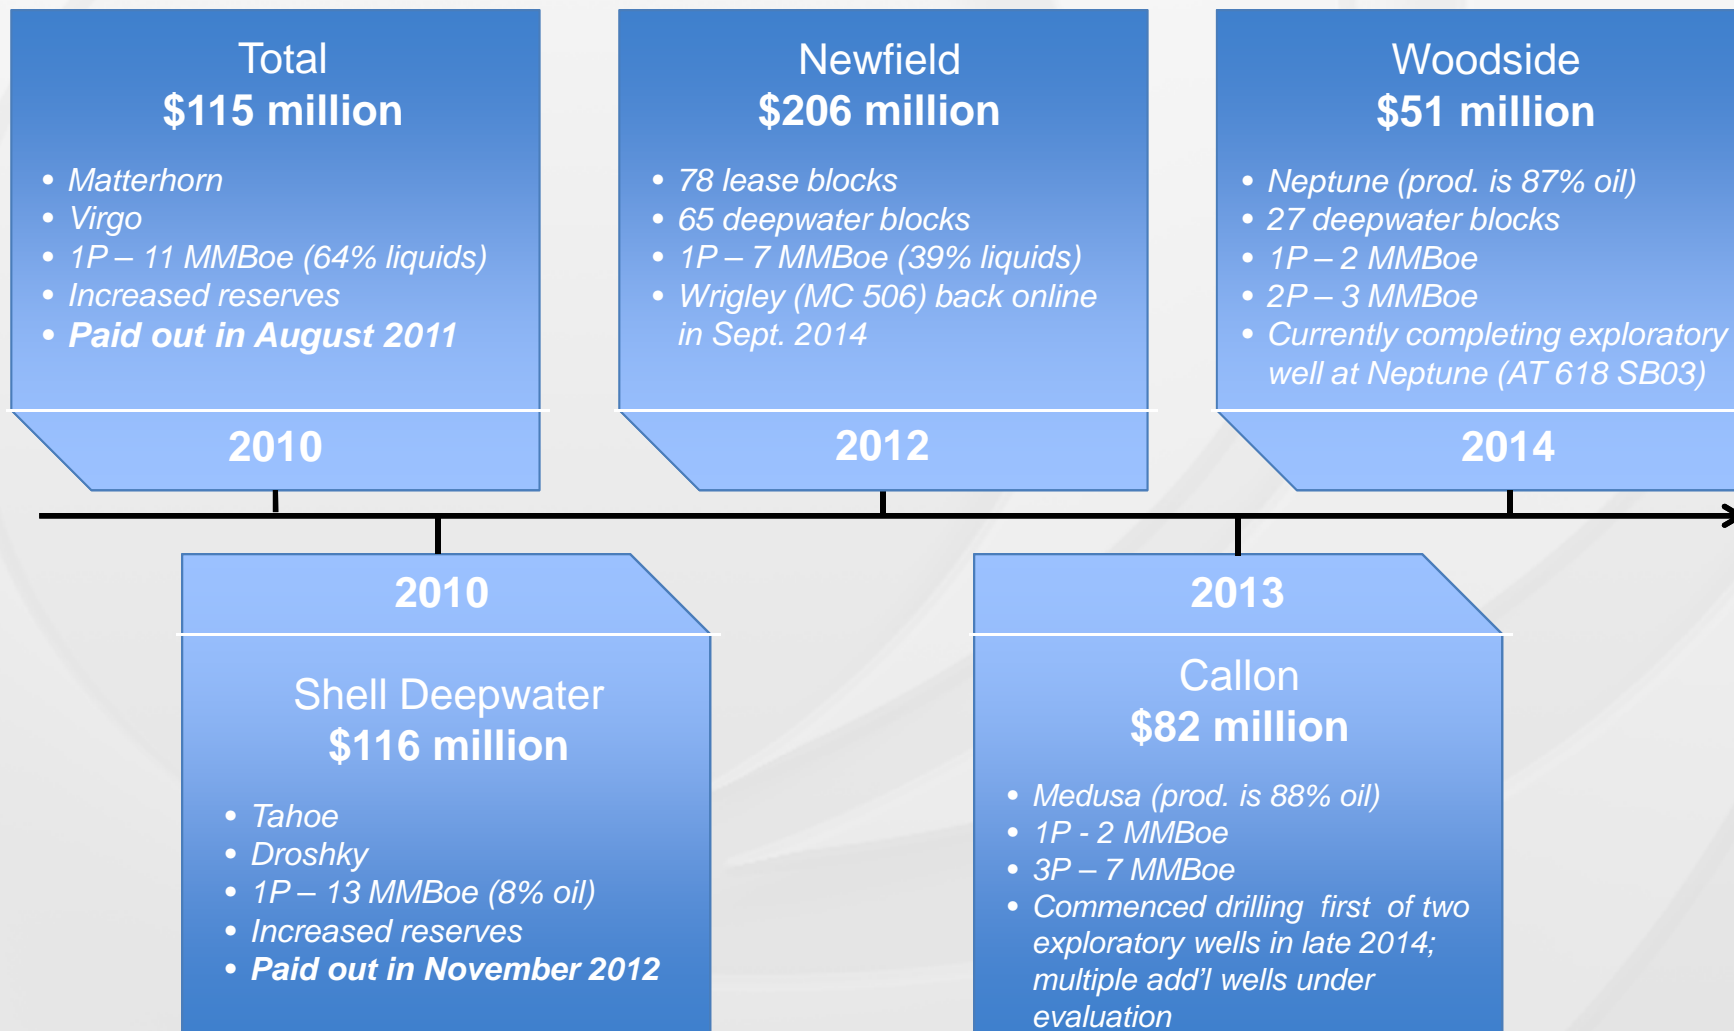 Total
$115 million
• Matterhorn
• Virgo
• 1P – 11 MMBoe (64% liquids)
• Increased reserves
• Paid out in August 2011
2010
Newfield
$206 million
• 78 lease blocks
• 65 deepwater blocks
• 1P – 7 MMBoe (39% liquids)
• Wrigley (MC 506) back online
in Sept. 2014
2012
Woodside
$51 million
• Neptune (prod. is 87% oil)
• 27 deepwater blocks
• 1P – 2 MMBoe
• 2P – 3 MMBoe
• Currently completing exploratory
well at Neptune (AT 618 SB03)
2014
2010
Shell Deepwater
$116 million
• Tahoe
• Droshky
• 1P – 13 MMBoe (8% oil)
• Increased reserves
• Paid out in November 2012
2013
Callon
$82 million
• Medusa (prod. is 88% oil)
• 1P - 2 MMBoe
• 3P – 7 MMBoe
• Commenced drilling first of two
exploratory wells in late 2014;
multiple add’l wells under
evaluation